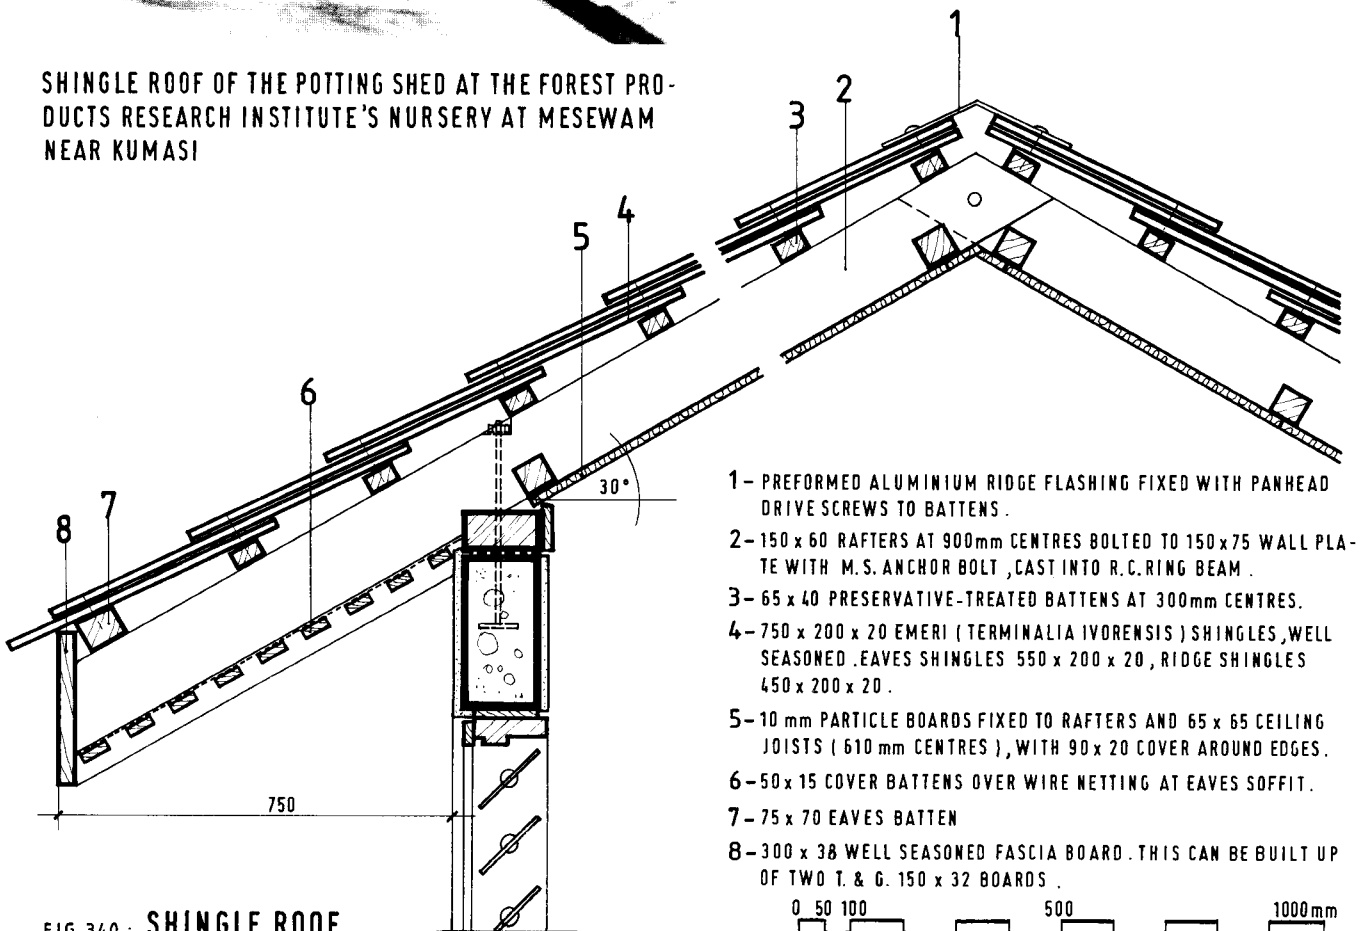 SHINGLE ROOF OF THE POTTING SHED AT THE FOREST PRO-
DUCTS RESEARCH INSTITUTE'S NURSERY AT MESEWAM
NEAR KUMASI
1
2
3
4
5
6
7
8
30°
750
1- PREFORMED ALUMINIUM RIDGE FLASHING FIXED WITH PANHEAD
DRIVE SCREWS TO BATTENS.
2- 150 x 60 RAFTERS AT 900mm CENTRES BOLTED TO 150x75 WALL PLA-
TE WITH M.S. ANCHOR BOLT, CAST INTO R.C. RING BEAM.
3- 65 x 40 PRESERVATIVE-TREATED BATTENS AT 300mm CENTRES.
4- 750 x 200 x 20 EMERI (TERMINALIA IVORENSIS) SHINGLES, WELL
SEASONED. EAVES SHINGLES 550 x 200 x 20, RIDGE SHINGLES
450 x 200 x 20.
5- 10 mm PARTICLE BOARDS FIXED TO RAFTERS AND 65 x 65 CEILING
JOISTS (610 mm CENTRES), WITH 90 x 20 COVER AROUND EDGES.
6- 50 x 15 COVER BATTENS OVER WIRE NETTING AT EAVES SOFFIT.
7- 75 x 70 EAVES BATTEN
8- 300 x 38 WELL SEASONED FASCIA BOARD. THIS CAN BE BUILT UP
OF TWO T. & G. 150 x 32 BOARDS.
0 50 100 500 1000mm
FIG 340: SHINGLE ROOF